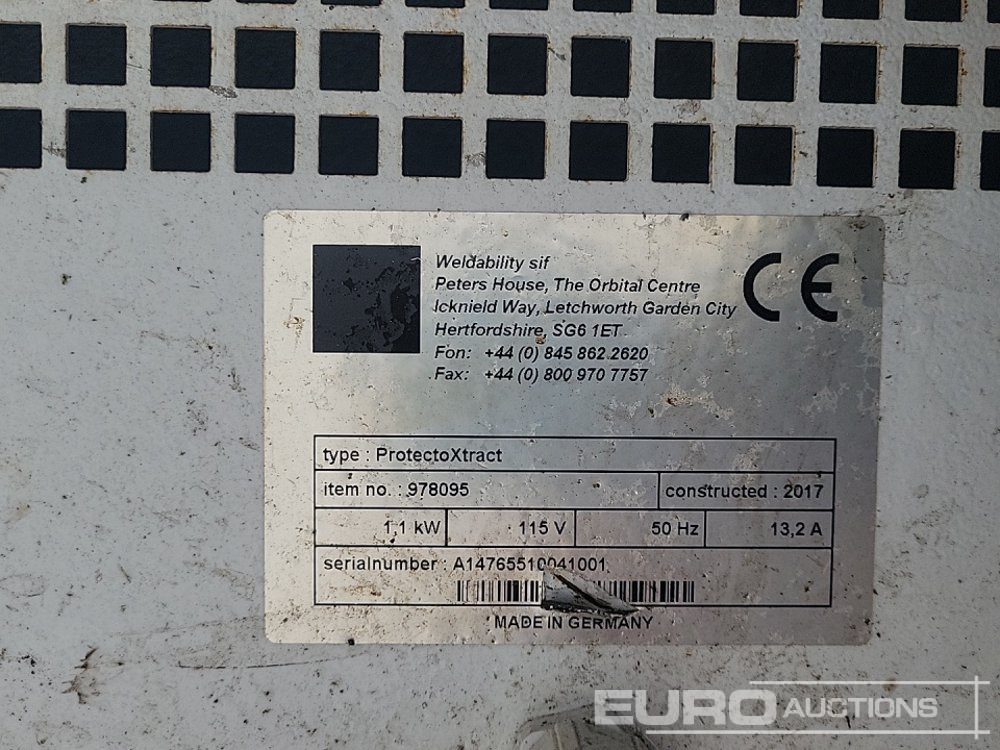 Weldability sif
Peters House, The Orbital Centre
Icknield Way, Letchworth Garden City
Hertfordshire, SG6 1ET
Fon: +44 (0) 845 862 2620
Fax: +44 (0) 800 970 7757
CE
type : ProtectoXtract
item no. : 978095 constructed : 2017
1,1 kW 115 V 50 Hz 13,2 A
serialnumber : A14765510041001
MADE IN GERMANY
EURO AUCTIONS